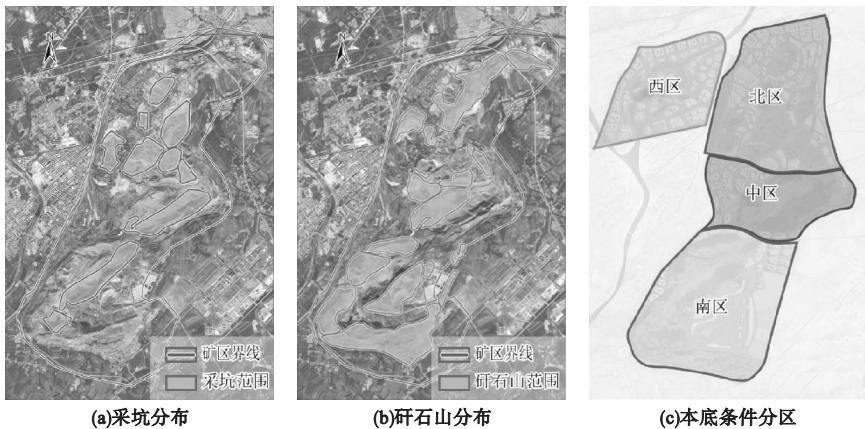 N
矿区界线
采坑范围
(a)采坑分布
N
矿区界线
矸石山范围
(b)矸石山分布
西区
北区
中区
南区
(c)本底条件分区